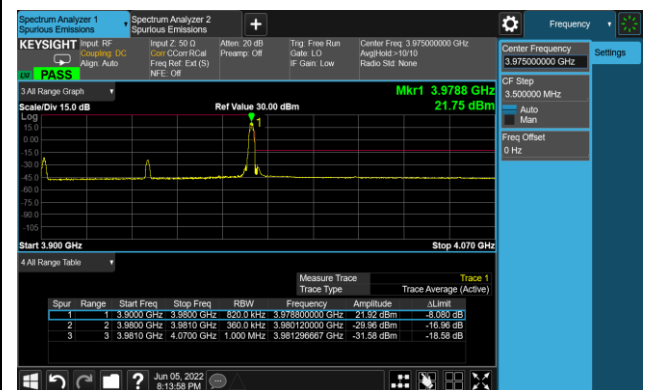 Spectrum Analyzer 1
Spurious Emissions
Spectrum Analyzer 2
Spurious Emissions
+
Frequency
KEYSIGHT
Input: RF
Coupling: DC
Align: Auto
Input Z: 50 Ω
Corr CCorr RCal
Freq Ref: Ext (S)
NFE: Off
Atten: 20 dB
Preamp: Off
Trig: Free Run
Gate: LO
IF Gain: Low
Center Freq: 3.975000000 GHz
Avg|Hold:>10/10
Radio Std: None
PASS
Center Frequency
3.975000000 GHz
Settings
CF Step
3.500000 MHz
Auto
Man
Freq Offset
0 Hz
3 All Range Graph
Mkr1 3.9788 GHz
Scale/Div 15.0 dB
Ref Value 30.00 dBm
21.75 dBm
Log
15.0
0.00
-15.0
-30.0
-45.0
-60.0
-75.0
-90.0
-105
1
Start 3.900 GHz
Stop 4.070 GHz
4 All Range Table
Measure Trace Trace 1
Trace Type Trace Average (Active)
Spur Range Start Freq Stop Freq RBW Frequency Amplitude ΔLimit
1 1 3.9000 GHz 3.9800 GHz 820.0 kHz 3.978800000 GHz 21.92 dBm -8.080 dB
2 2 3.9800 GHz 3.9810 GHz 360.0 kHz 3.980120000 GHz -29.96 dBm -16.96 dB
3 3 3.9810 GHz 4.0700 GHz 1.000 MHz 3.981296667 GHz -31.58 dBm -18.58 dB
?
Jun 05, 2022
8:13:58 PM